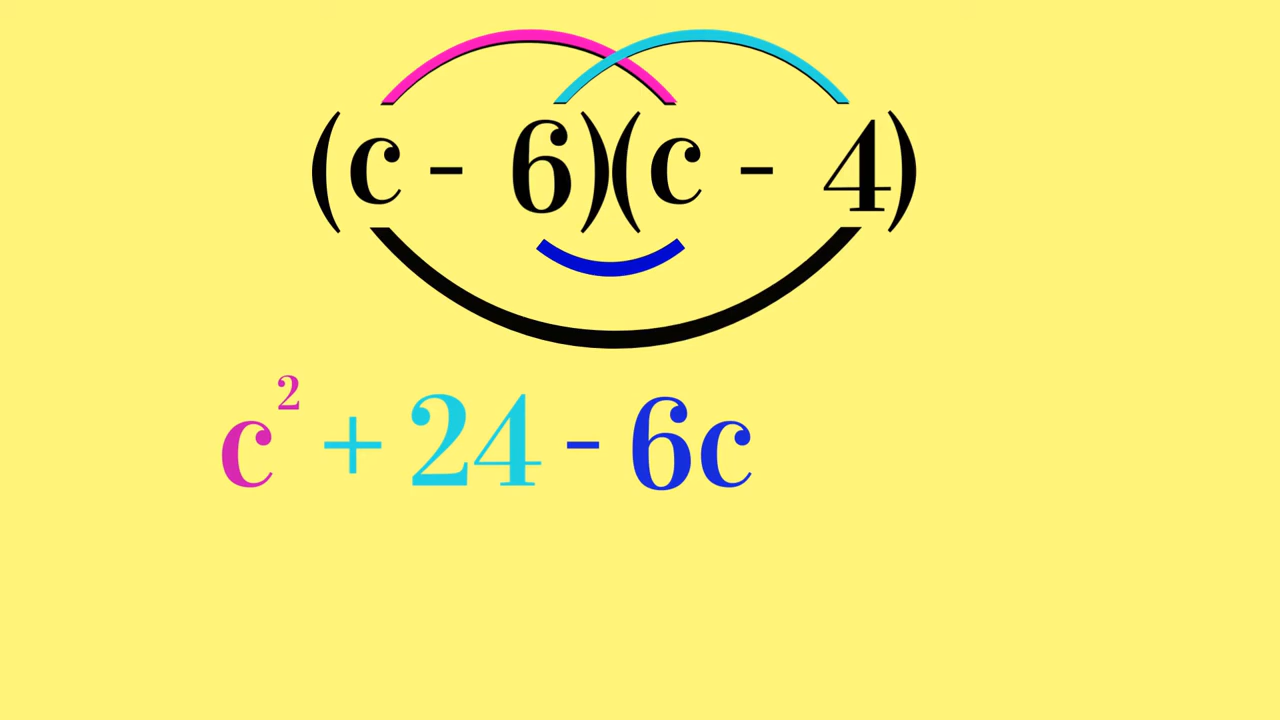 (c - 6)(c - 4)
c² + 24 - 6c